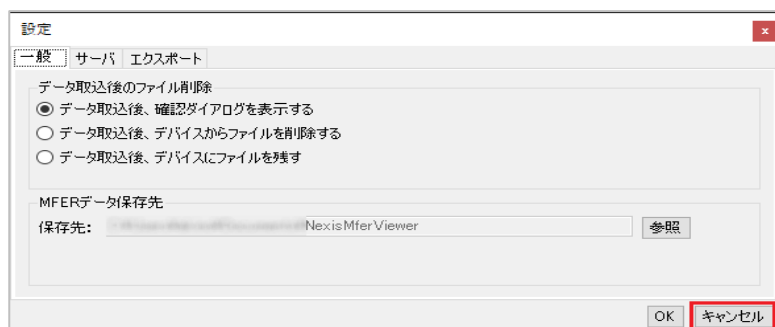 設定
x
一般 サーバ エクスポート
データ取込後のファイル削除
データ取込後、確認ダイアログを表示する
データ取込後、デバイスからファイルを削除する
データ取込後、デバイスにファイルを残す
MFERデータ保存先
保存先: NexisMferViewer 参照
OK キャンセル